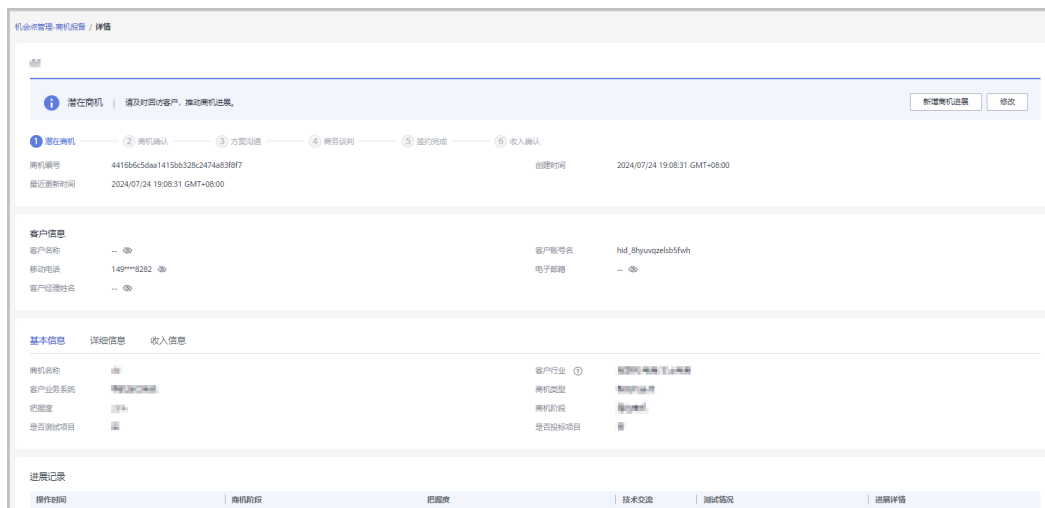 机会点管理-商机报备 / 详情
潜在商机 | 请及时回访客户，推动商机进展。 新增商机进展 修改
1 潜在商机 2 商机确认 3 方案沟通 4 商务谈判 5 签约完成 6 收入确认
商机编号 4416b6c5daa1415bb328c2474a83f8f7 创建时间 2024/07/24 19:08:31 GMT+08:00
最近更新时间 2024/07/24 19:08:31 GMT+08:00
客户信息
客户名称 -- 客户账号名 hid_8hyuvqzelsb5fwh
移动电话 149****8282 电子邮箱 --
客户经理姓名 --
基本信息 详细信息 收入信息
商机名称 客户行业
客户业务系统 商机类型
把握度 商机阶段
是否测试项目 是否投标项目
进展记录
操作时间 商机阶段 把握度 技术交流 测试情况 进展详情